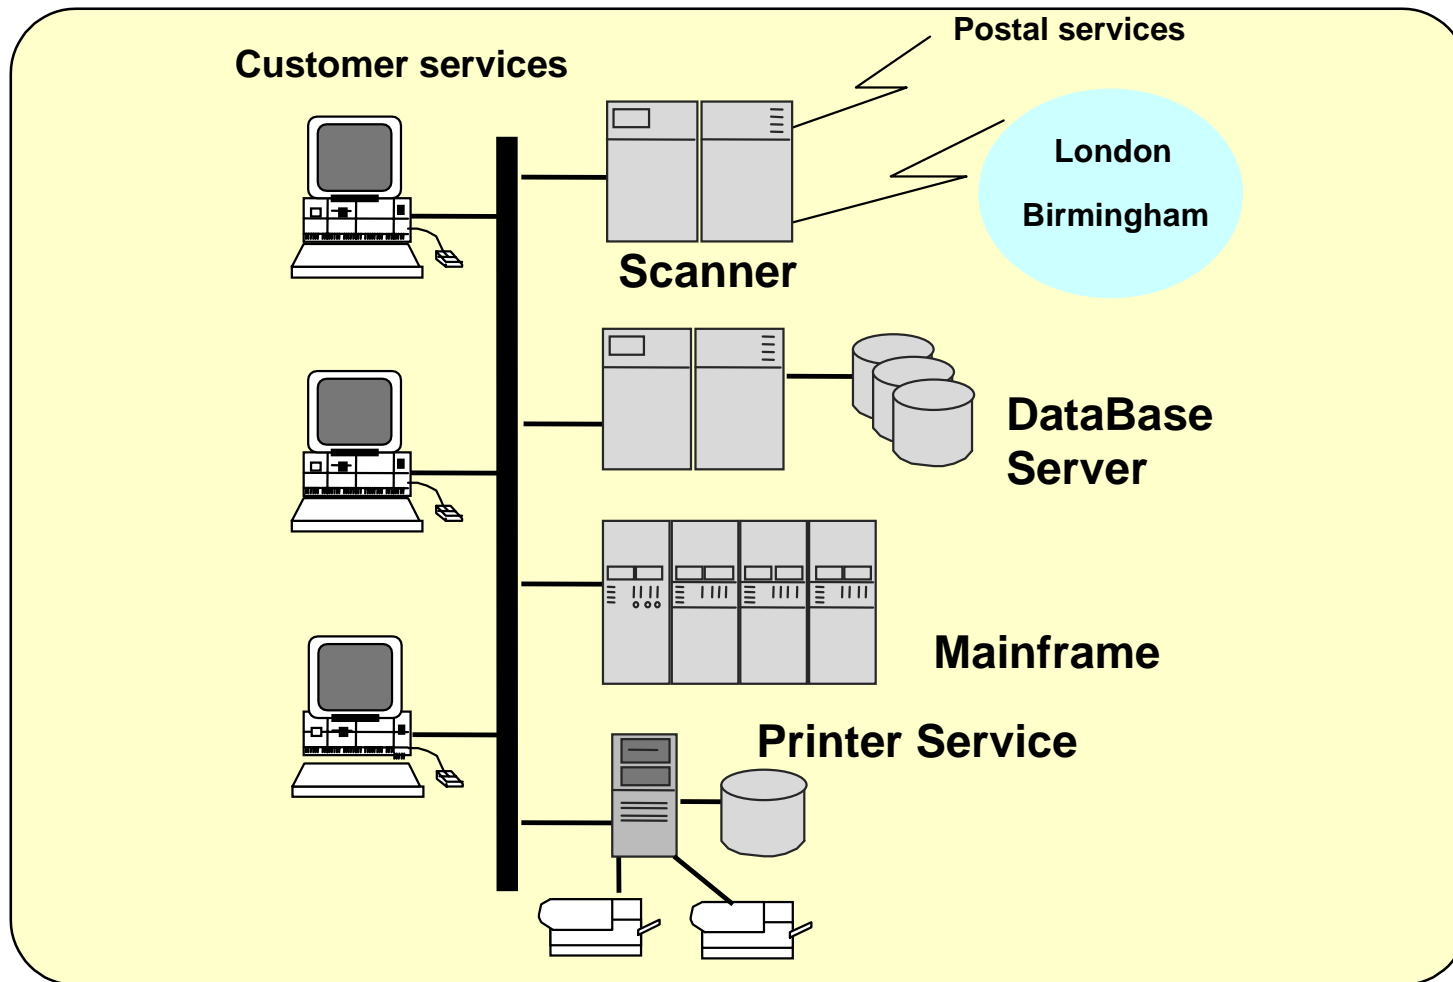 Postal services
Customer services
London
Birmingham
Scanner
DataBase
Server
Mainframe
Printer Service